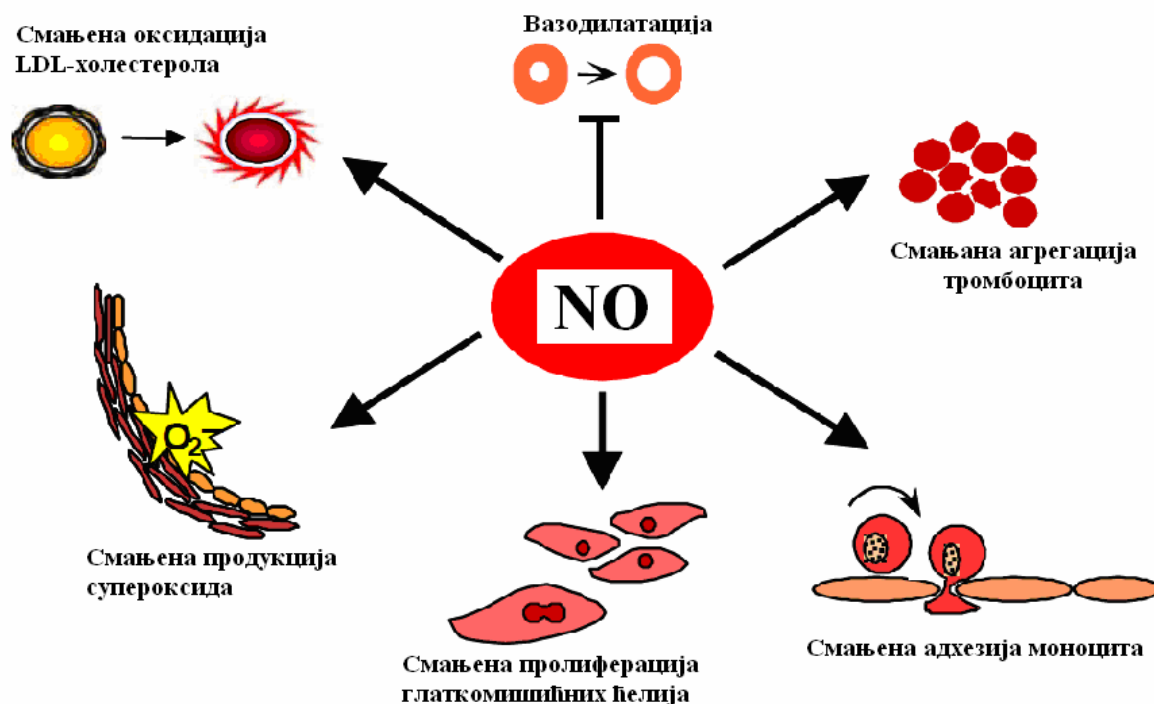 Смањена оксидација
LDL-холестерола
Вазодилатација
Смањана агрегација
тромбоцита
NO
O₂⁻
Смањена продукција
супероксида
Смањена пролиферација
глаткомишићних ћелија
Смањена адхезија моноцита